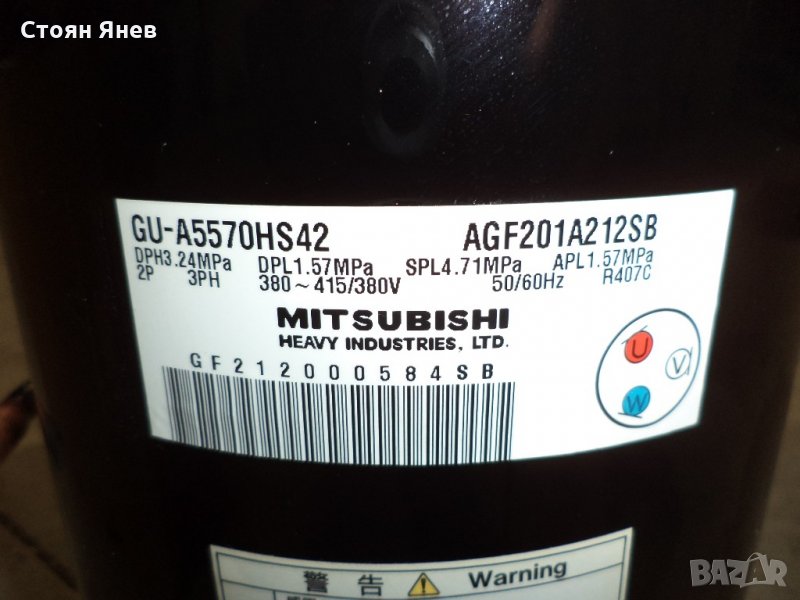 Стоян Янев
GU-A5570HS42 AGF201A212SB
DPH3.24MPa DPL1.57MPa SPL4.71MPa APL1.57MPa
2P 3PH 380~415/380V 50/60Hz R407C
MITSUBISHI
HEAVY INDUSTRIES, LTD.
GF212000584SB
U
V
W
警告 Warning
BAZAR